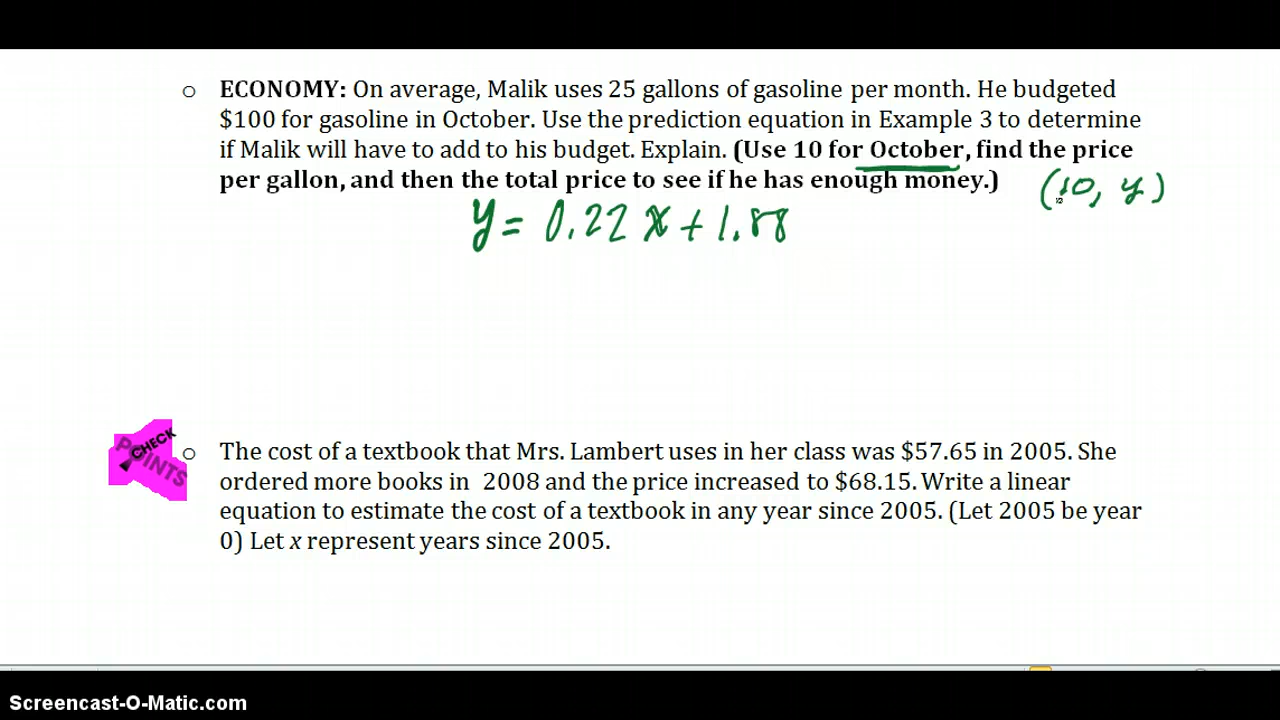 ECONOMY: On average, Malik uses 25 gallons of gasoline per month. He budgeted
$100 for gasoline in October. Use the prediction equation in Example 3 to determine
if Malik will have to add to his budget. Explain. (Use 10 for October, find the price
per gallon, and then the total price to see if he has enough money.)
(10, y)
y = 0.22x + 1.88
CHECK
POINTS
The cost of a textbook that Mrs. Lambert uses in her class was $57.65 in 2005. She
ordered more books in 2008 and the price increased to $68.15. Write a linear
equation to estimate the cost of a textbook in any year since 2005. (Let 2005 be year
0) Let x represent years since 2005.
Screencast-O-Matic.com